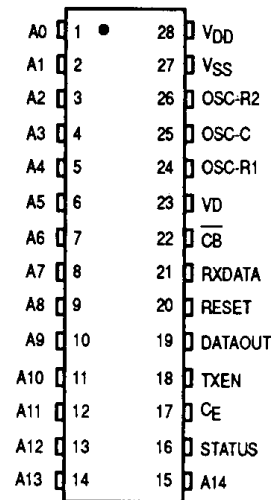 A0 1 28 VDD
A1 2 27 VSS
A2 3 26 OSC-R2
A3 4 25 OSC-C
A4 5 24 OSC-R1
A5 6 23 VD
A6 7 22 C̅B̅
A7 8 21 RXDATA
A8 9 20 RESET
A9 10 19 DATAOUT
A10 11 18 TXEN
A11 12 17 CE
A12 13 16 STATUS
A13 14 15 A14